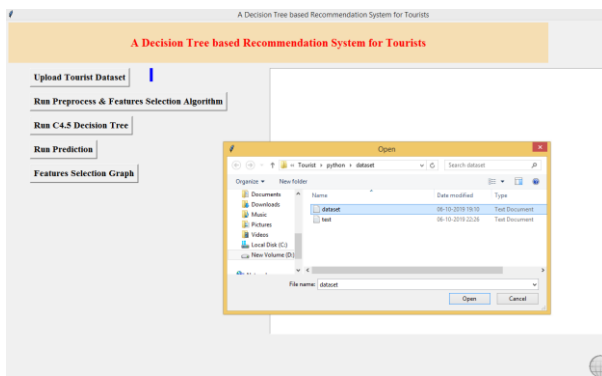 A Decision Tree based Recommendation System for Tourists
A Decision Tree based Recommendation System for Tourists
Upload Tourist Dataset
Run Preprocess & Features Selection Algorithm
Run C4.5 Decision Tree
Run Prediction
Features Selection Graph
Open
« Tourist › python › dataset
Search dataset
Organize
New folder
Documents
Downloads
Music
Pictures
Videos
Local Disk (C:)
New Volume (D:)
Name
Date modified
Type
dataset
06-10-2019 19:10
Text Document
test
06-10-2019 22:26
Text Document
File name:
dataset
Open
Cancel